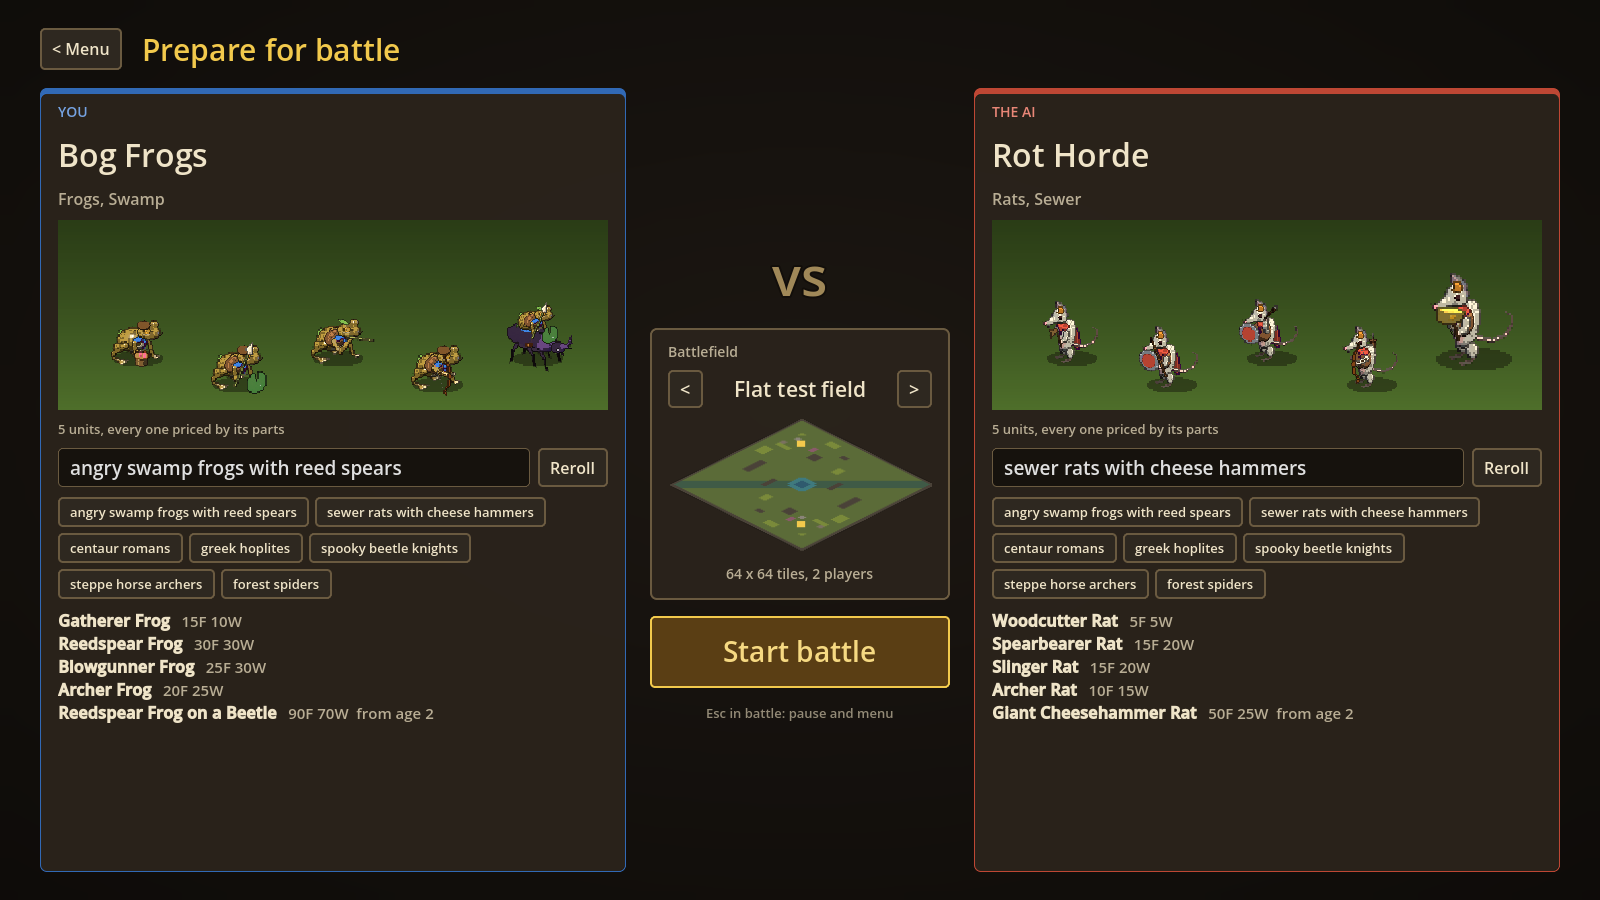 < Menu
Prepare for battle
YOU
Bog Frogs
Frogs, Swamp
5 units, every one priced by its parts
angry swamp frogs with reed spears
Reroll
angry swamp frogs with reed spears
sewer rats with cheese hammers
centaur romans
greek hoplites
spooky beetle knights
steppe horse archers
forest spiders
Gatherer Frog 15F 10W
Reedspear Frog 30F 30W
Blowgunner Frog 25F 30W
Archer Frog 20F 25W
Reedspear Frog on a Beetle 90F 70W from age 2
VS
Battlefield
<
Flat test field
>
64 x 64 tiles, 2 players
Start battle
Esc in battle: pause and menu
THE AI
Rot Horde
Rats, Sewer
5 units, every one priced by its parts
sewer rats with cheese hammers
Reroll
angry swamp frogs with reed spears
sewer rats with cheese hammers
centaur romans
greek hoplites
spooky beetle knights
steppe horse archers
forest spiders
Woodcutter Rat 5F 5W
Spearbearer Rat 15F 20W
Slinger Rat 15F 20W
Archer Rat 10F 15W
Giant Cheesehammer Rat 50F 25W from age 2